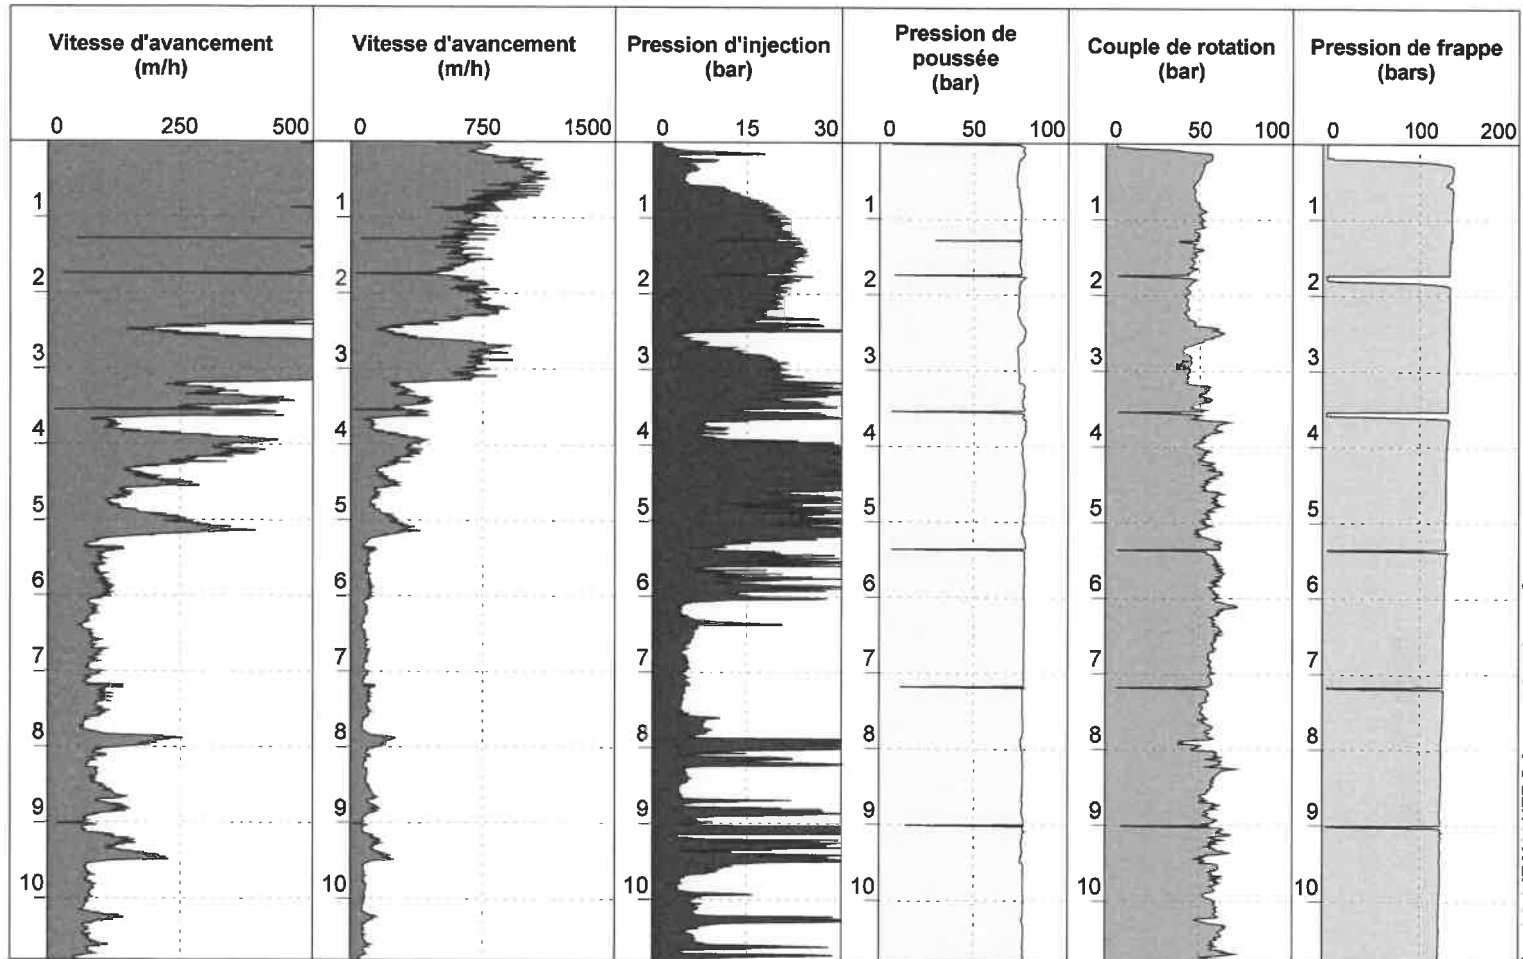 Vitesse d'avancement
(m/h)
0 250 500
Vitesse d'avancement
(m/h)
0 750 1500
Pression d'injection
(bar)
0 15 30
Pression de
poussée
(bar)
0 50 100
Couple de rotation
(bar)
0 50 100
Pression de frappe
(bars)
0 100 200
1 1 1 1 1 1
2 2 2 2 2 2
3 3 3 3 3 3
4 4 4 4 4 4
5 5 5 5 5 5
6 6 6 6 6 6
7 7 7 7 7 7
8 8 8 8 8 8
9 9 9 9 9 9
10 10 10 10 10 10